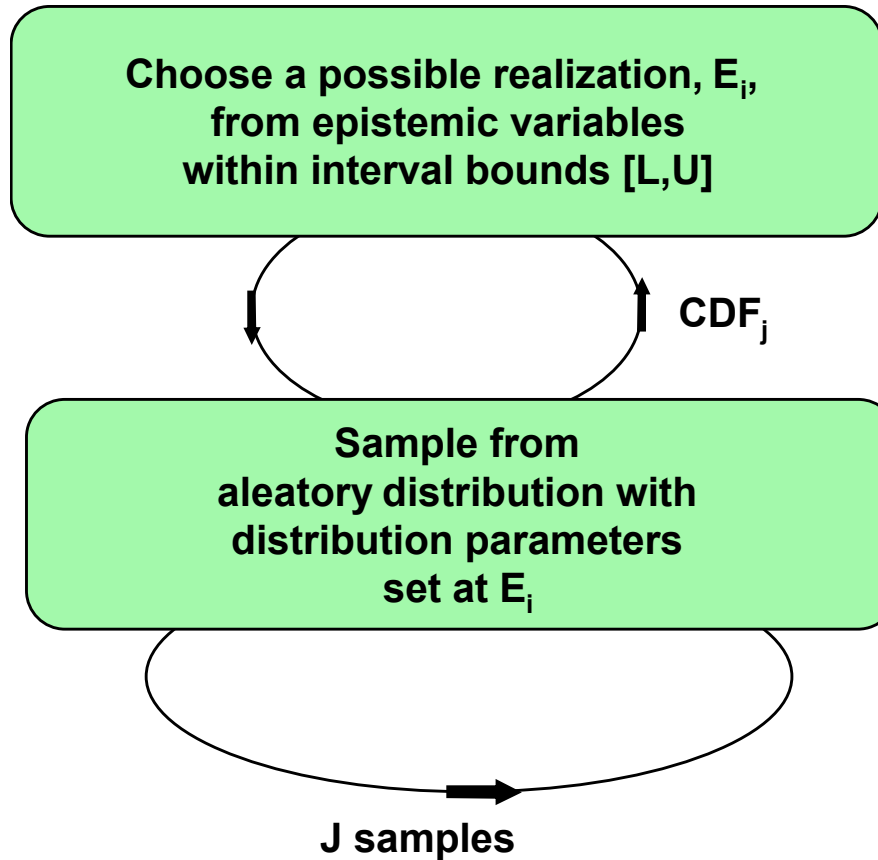 Choose a possible realization, Eᵢ,
from epistemic variables
within interval bounds [L,U]
CDFⱼ
Sample from
aleatory distribution with
distribution parameters
set at Eᵢ
J samples